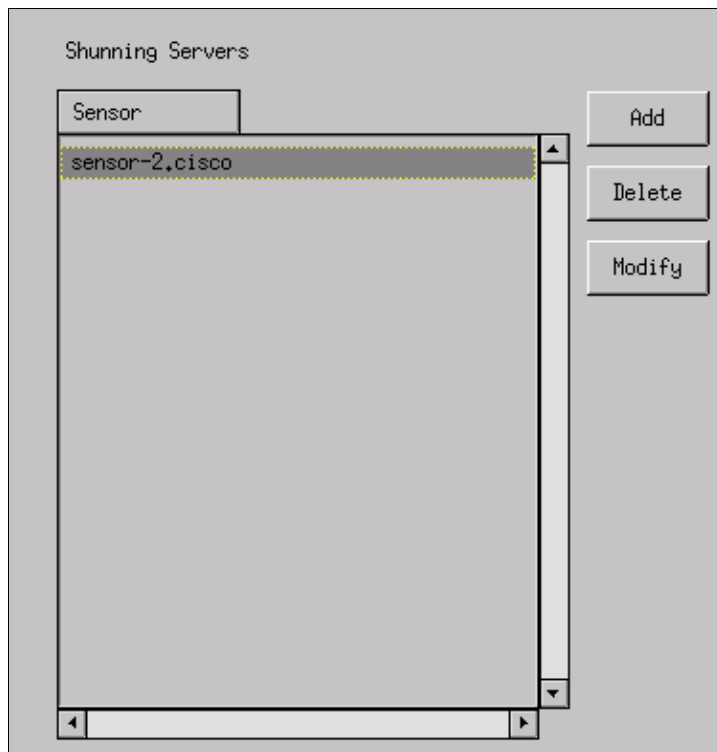 Shunning Servers
Sensor
Add
sensor-2.cisco
Delete
Modify